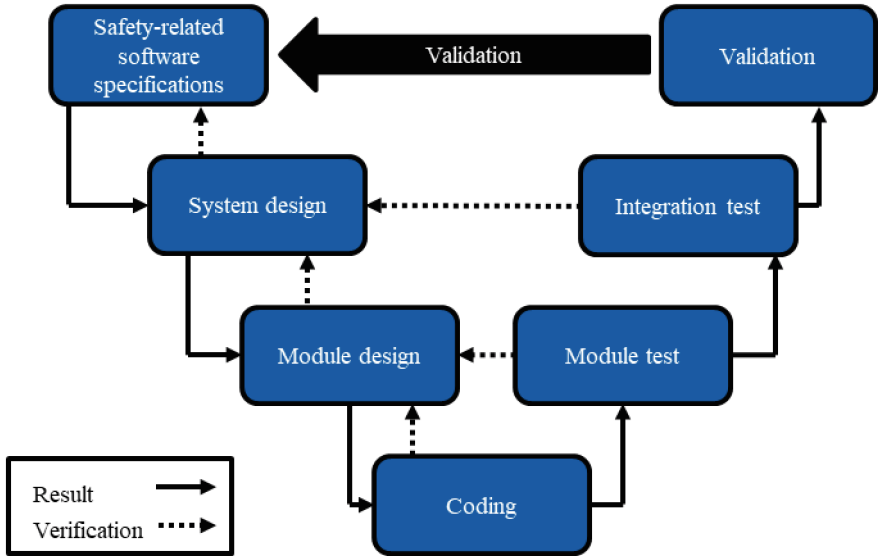 Safety-related
software
specifications
Validation
Validation
System design
Integration test
Module design
Module test
Coding
Result
Verification